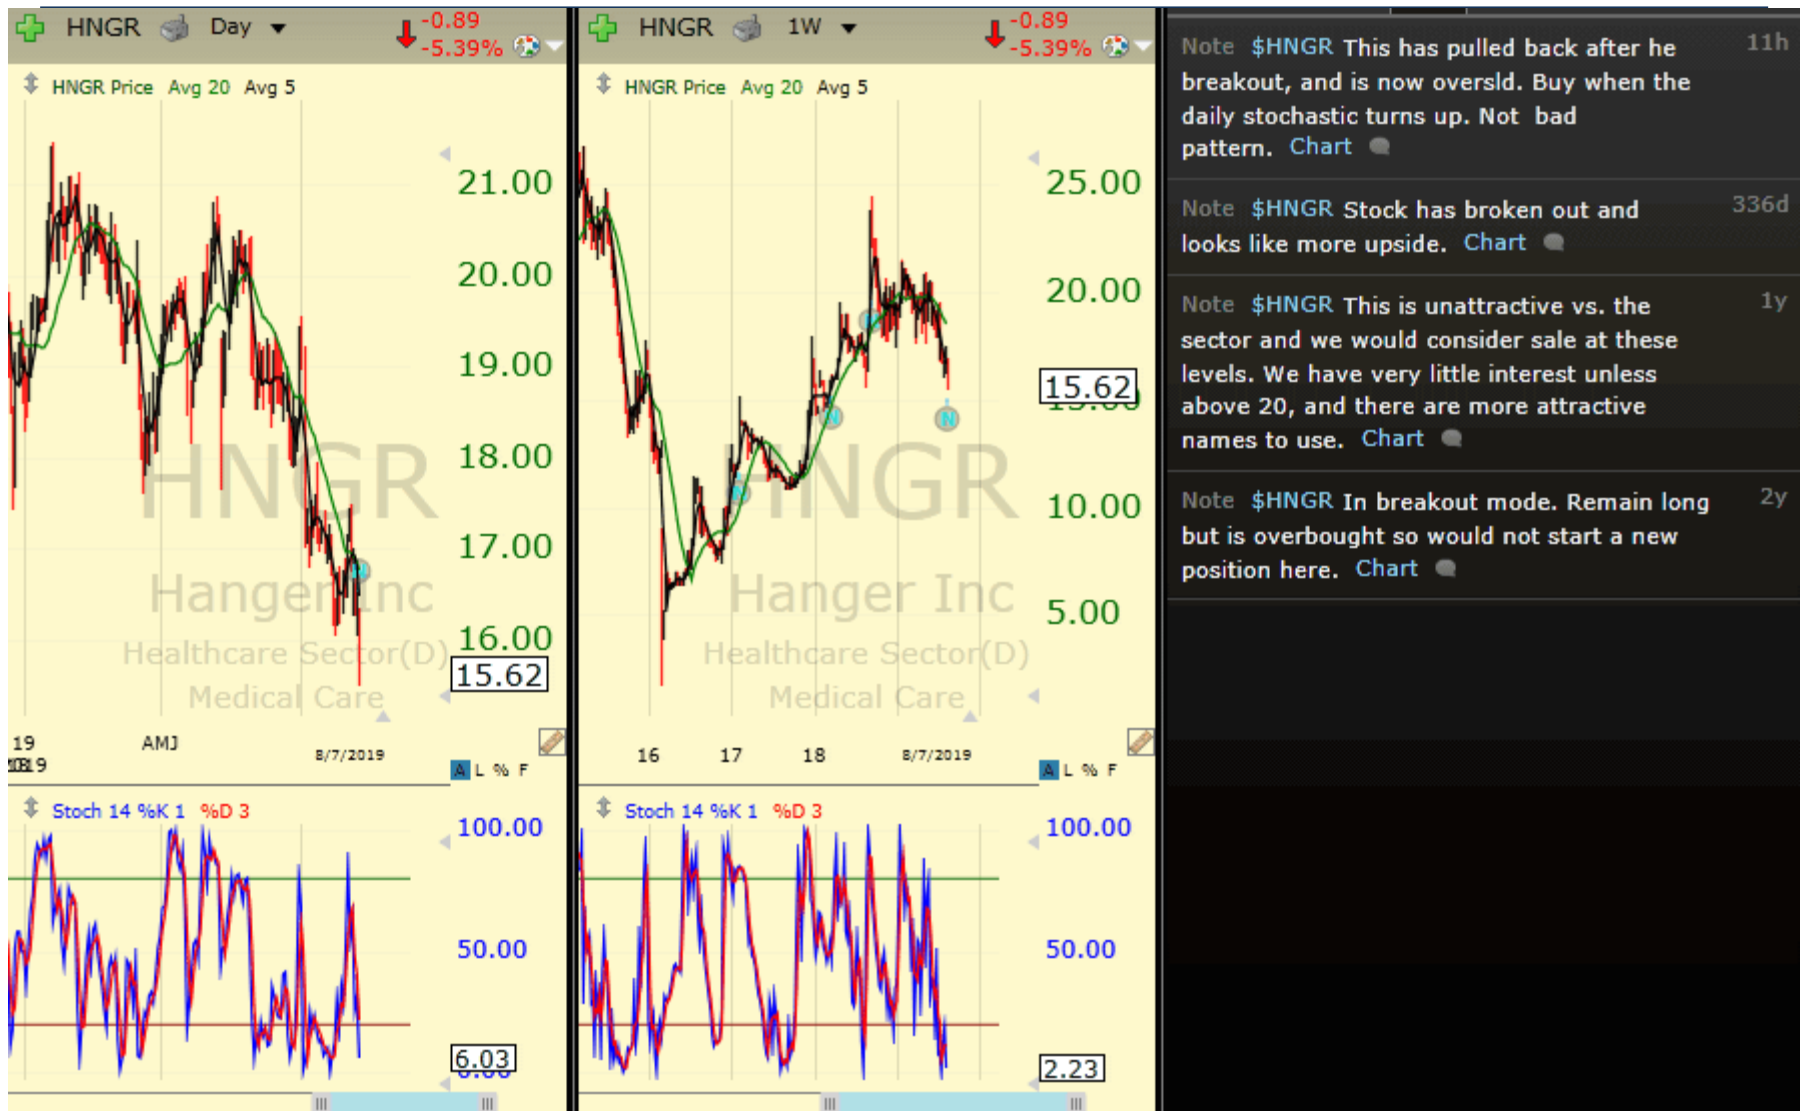 HNGR Day -0.89
-5.39%
HNGR Price Avg 20 Avg 5
21.00
20.00
19.00
18.00
17.00
16.00
15.62
HNGR
Hanger Inc
Healthcare Sector(D)
Medical Care
19 AMJ 8/7/2019
A L % F
Stoch 14 %K 1 %D 3
100.00
50.00
6.03
HNGR 1W -0.89
-5.39%
HNGR Price Avg 20 Avg 5
25.00
20.00
15.62
10.00
5.00
N
N
N
N
N
HNGR
Hanger Inc
Healthcare Sector(D)
Medical Care
16 17 18 8/7/2019
A L % F
Stoch 14 %K 1 %D 3
100.00
50.00
2.23
Note $HNGR This has pulled back after he 11h
breakout, and is now oversld. Buy when the
daily stochastic turns up. Not bad
pattern. Chart
Note $HNGR Stock has broken out and 336d
looks like more upside. Chart
Note $HNGR This is unattractive vs. the 1y
sector and we would consider sale at these
levels. We have very little interest unless
above 20, and there are more attractive
names to use. Chart
Note $HNGR In breakout mode. Remain long 2y
but is overbought so would not start a new
position here. Chart